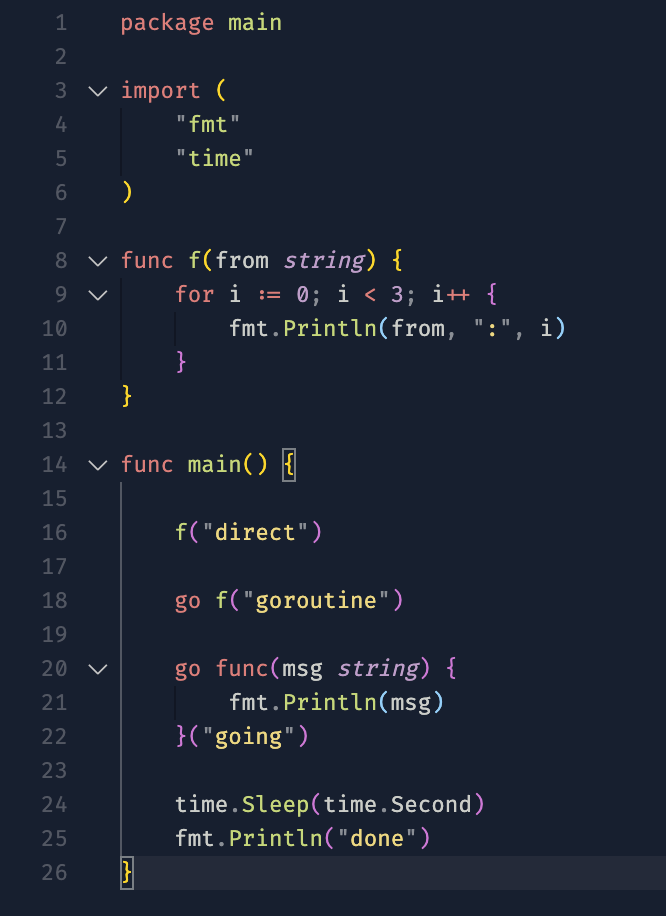 1 package main
2
3 import (
4     "fmt"
5     "time"
6 )
7
8 func f(from string) {
9     for i := 0; i < 3; i++ {
10         fmt.Println(from, ":", i)
11     }
12 }
13
14 func main() {
15
16     f("direct")
17
18     go f("goroutine")
19
20     go func(msg string) {
21         fmt.Println(msg)
22     }("going")
23
24     time.Sleep(time.Second)
25     fmt.Println("done")
26 }